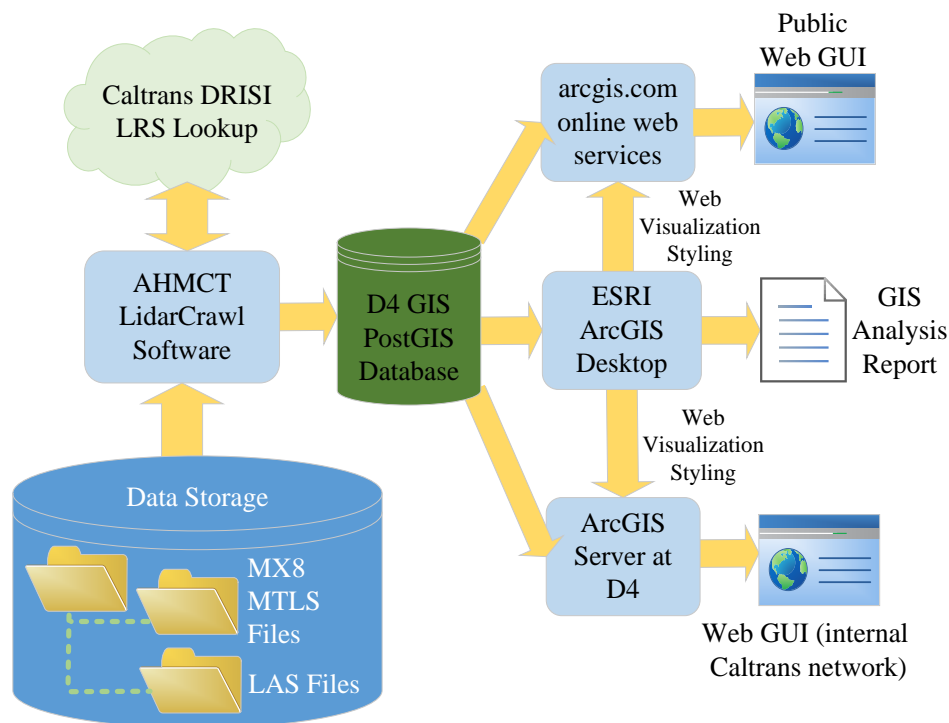 Caltrans DRISI
LRS Lookup
AHMCT
LidarCrawl
Software
Data Storage
MX8
MTLS
Files
LAS Files
D4 GIS
PostGIS
Database
arcgis.com
online web
services
Public
Web GUI
Web
Visualization
Styling
ESRI
ArcGIS
Desktop
GIS
Analysis
Report
Web
Visualization
Styling
ArcGIS
Server at
D4
Web GUI (internal
Caltrans network)